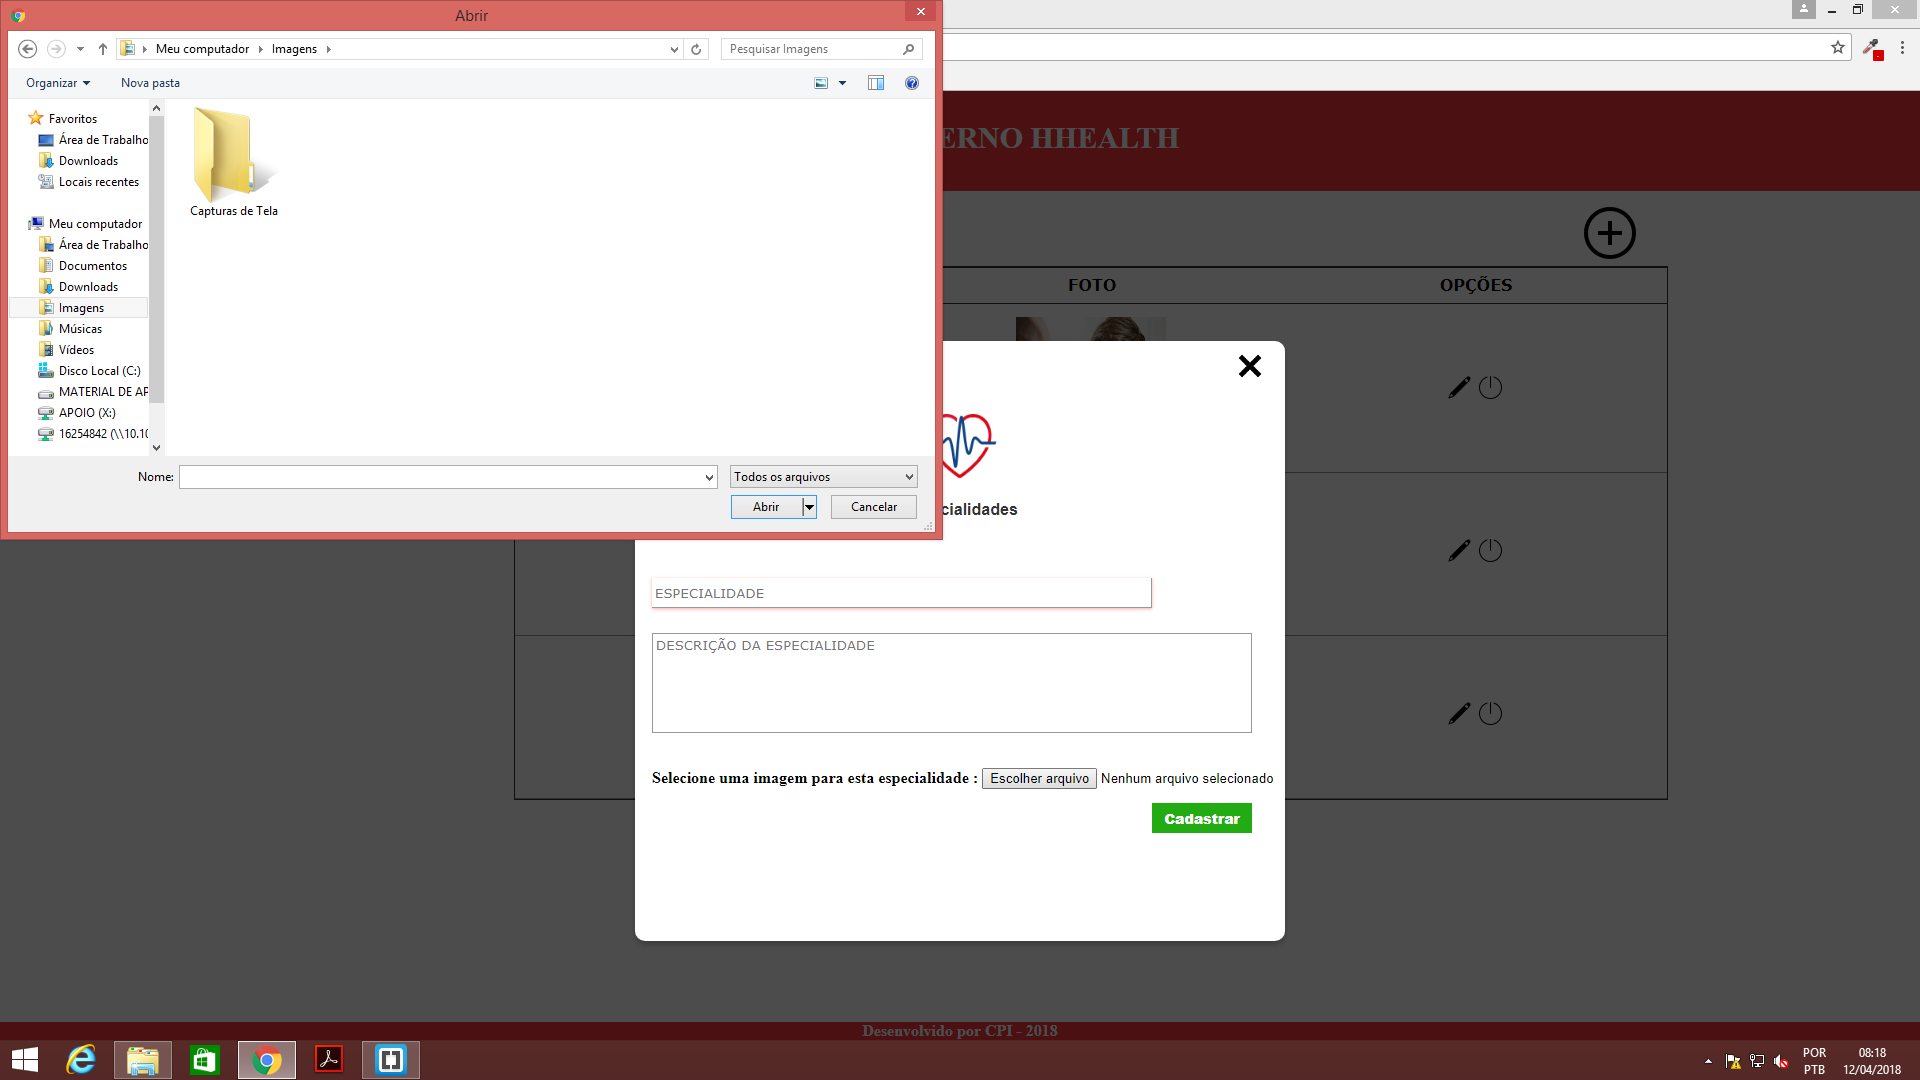 Abrir
Meu computador
Imagens
Pesquisar Imagens
Organizar
Nova pasta
Favoritos
Área de Trabalho
Downloads
Locais recentes
Meu computador
Área de Trabalho
Documentos
Downloads
Imagens
Músicas
Vídeos
Disco Local (C:)
MATERIAL DE AP
APOIO (X:)
16254842 (\\10.10
Capturas de Tela
Nome:
Todos os arquivos
Abrir
Cancelar
ERNO HHEALTH
FOTO
OPÇÕES
cialidades
ESPECIALIDADE
DESCRIÇÃO DA ESPECIALIDADE
Selecione uma imagem para esta especialidade : Escolher arquivo Nenhum arquivo selecionado
Cadastrar
Desenvolvido por CPI - 2018
POR
PTB
08:18
12/04/2018